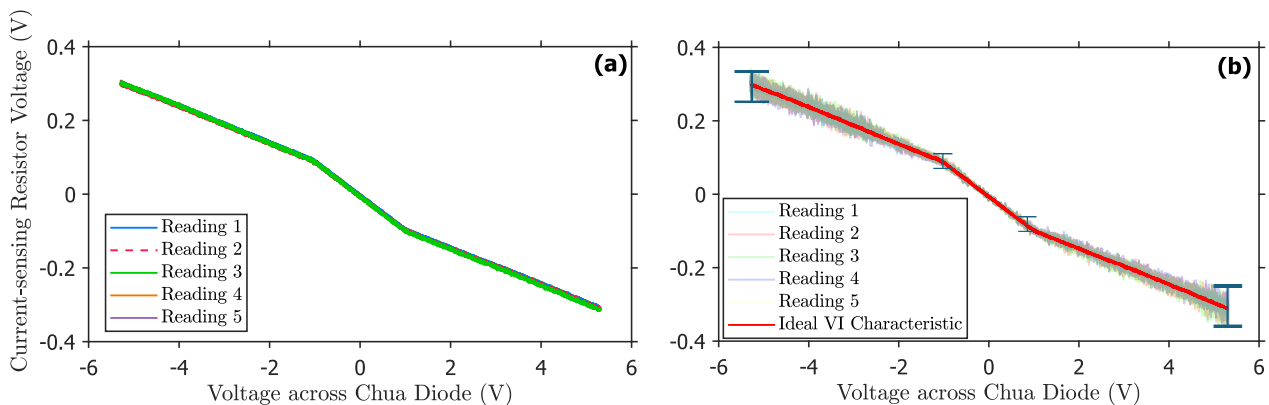 Current-sensing Resistor Voltage (V)
0.4
0.2
0
-0.2
-0.4
(a)
Reading 1
Reading 2
Reading 3
Reading 4
Reading 5
-6 -4 -2 0 2 4 6
Voltage across Chua Diode (V)
0.4
0.2
0
-0.2
-0.4
(b)
Reading 1
Reading 2
Reading 3
Reading 4
Reading 5
Ideal VI Characteristic
-6 -4 -2 0 2 4 6
Voltage across Chua Diode (V)